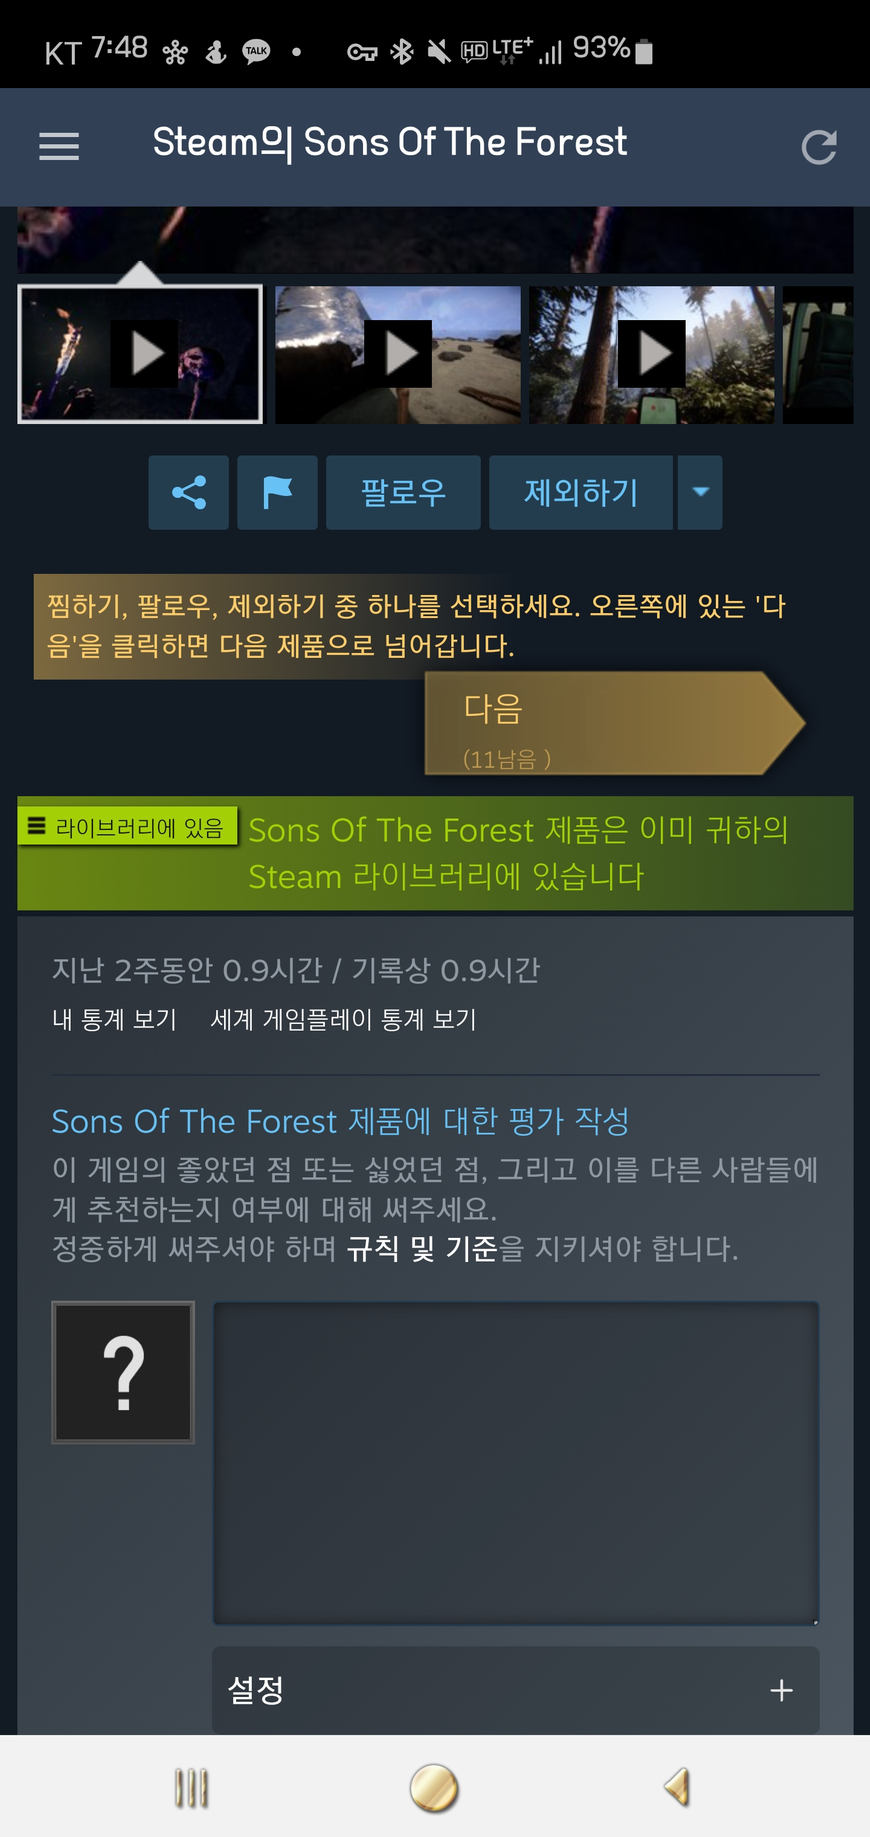 KT 7:48 TALK HD LTE+ 93%
Steam의 Sons Of The Forest
팔로우 제외하기
찜하기, 팔로우, 제외하기 중 하나를 선택하세요. 오른쪽에 있는 '다
음'을 클릭하면 다음 제품으로 넘어갑니다.
다음
(11남음 )
라이브러리에 있음
Sons Of The Forest 제품은 이미 귀하의
Steam 라이브러리에 있습니다
지난 2주동안 0.9시간 / 기록상 0.9시간
내 통계 보기 세계 게임플레이 통계 보기
Sons Of The Forest 제품에 대한 평가 작성
이 게임의 좋았던 점 또는 싫었던 점, 그리고 이를 다른 사람들에
게 추천하는지 여부에 대해 써주세요.
정중하게 써주셔야 하며 규칙 및 기준을 지키셔야 합니다.
?
설정 +